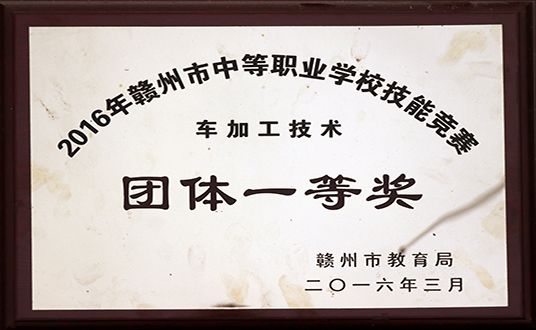 2016年赣州市中等职业学校技能竞赛
车加工技术
团体一等奖
赣州市教育局
二〇一六年三月